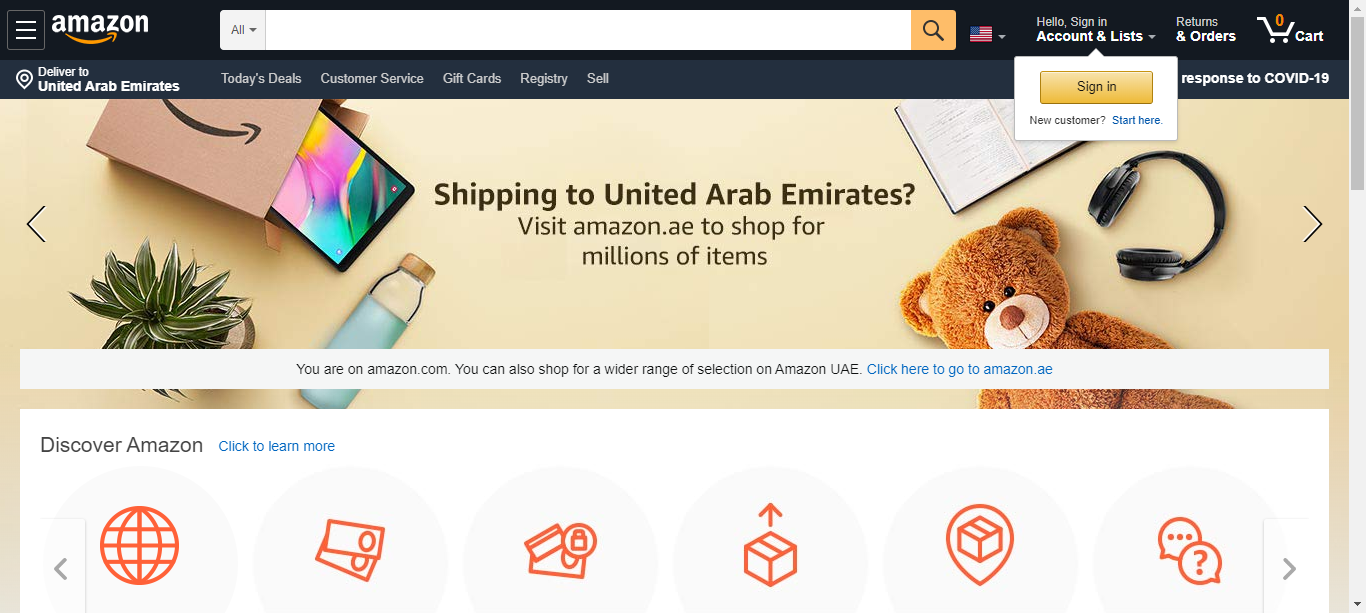 amazon
All
Hello, Sign in
Account & Lists
Returns
& Orders
0
Cart
Deliver to
United Arab Emirates
Today's Deals
Customer Service
Gift Cards
Registry
Sell
response to COVID-19
Sign in
New customer? Start here.
Shipping to United Arab Emirates?
Visit amazon.ae to shop for
millions of items
You are on amazon.com. You can also shop for a wider range of selection on Amazon UAE. Click here to go to amazon.ae
Discover Amazon Click to learn more
?